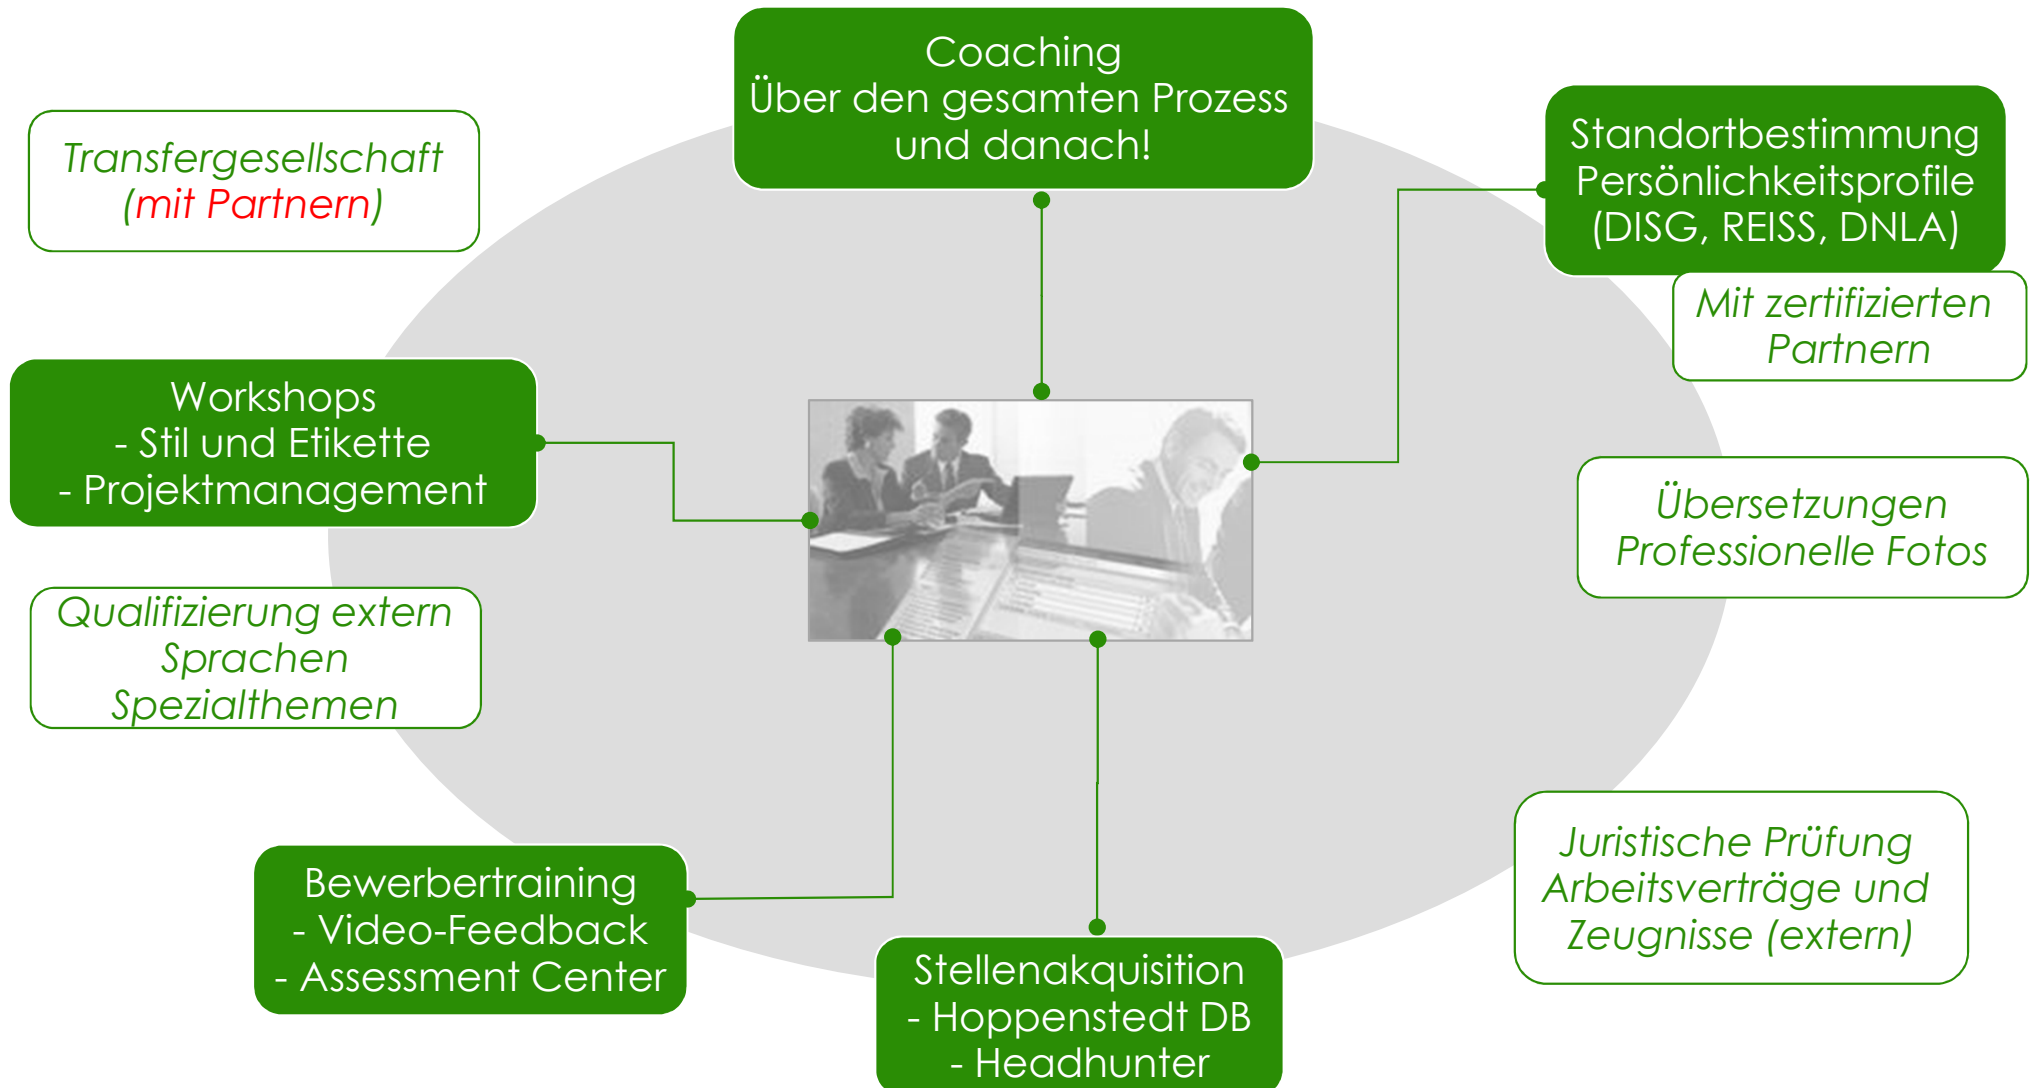 Coaching
Über den gesamten Prozess
und danach!
Transfergesellschaft
(mit Partnern)
Standortbestimmung
Persönlichkeitsprofile
(DISG, REISS, DNLA)
Mit zertifizierten
Partnern
Workshops
- Stil und Etikette
- Projektmanagement
Übersetzungen
Professionelle Fotos
Qualifizierung extern
Sprachen
Spezialthemen
Juristische Prüfung
Arbeitsverträge und
Zeugnisse (extern)
Bewerbertraining
- Video-Feedback
- Assessment Center
Stellenakquisition
- Hoppenstedt DB
- Headhunter